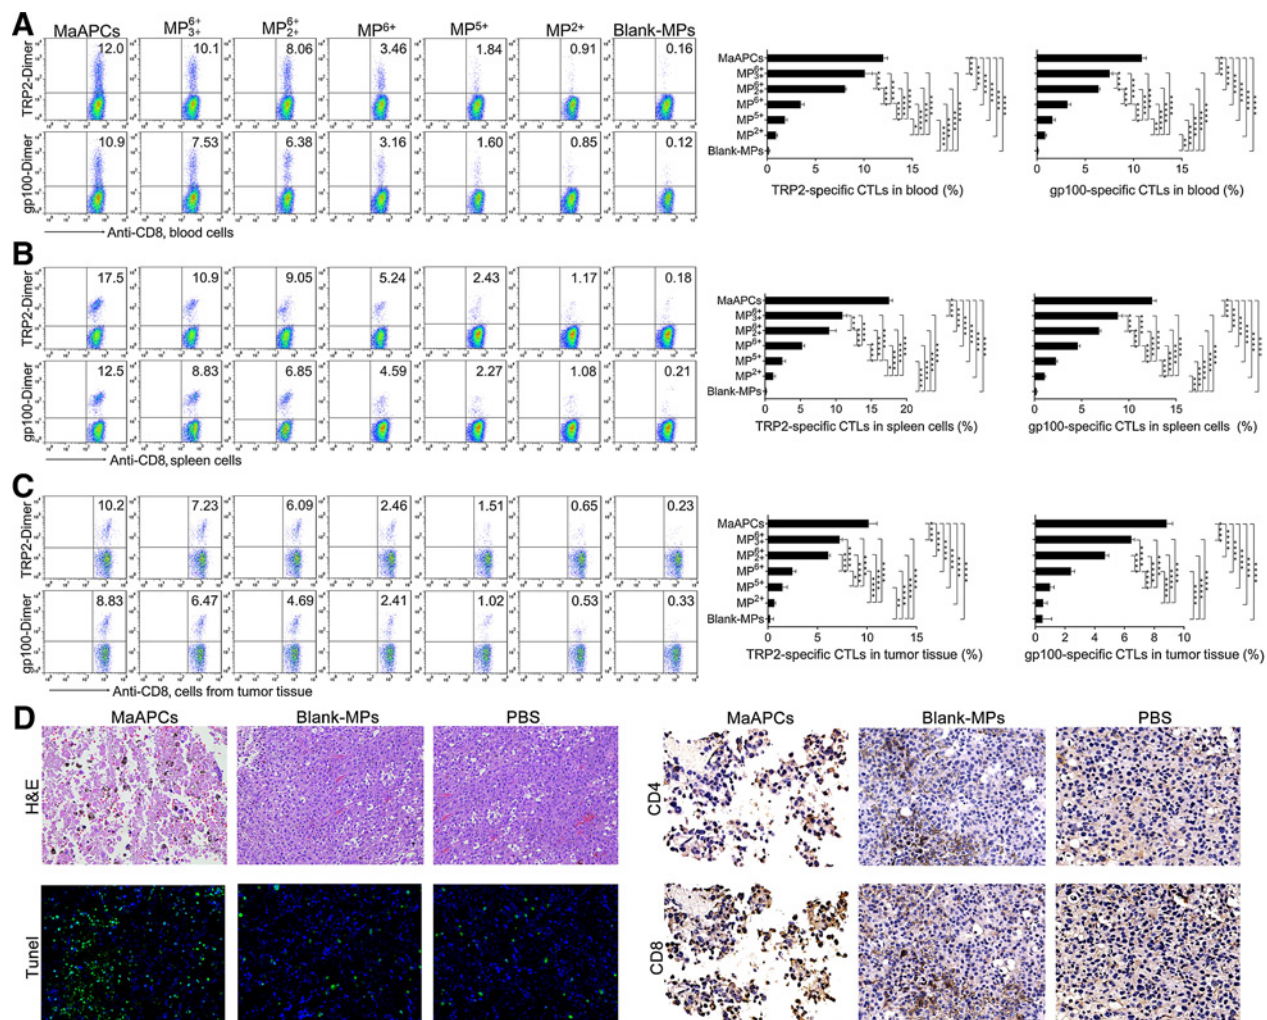 A
MaAPCs MP6+3+ MP6+2+ MP6+ MP5+ MP2+ Blank-MPs
TRP2-Dimer
12.0 10.1 8.06 3.46 1.84 0.91 0.16
gp100-Dimer
10.9 7.53 6.38 3.16 1.60 0.85 0.12
Anti-CD8, blood cells
MaAPCs
MP6+3+
MP6+2+
MP6+
MP5+
MP2+
Blank-MPs
0 5 10 15
TRP2-specific CTLs in blood (%)
0 5 10 15
gp100-specific CTLs in blood (%)
B
TRP2-Dimer
17.5 10.9 9.05 5.24 2.43 1.17 0.18
gp100-Dimer
12.5 8.83 6.85 4.59 2.27 1.08 0.21
Anti-CD8, spleen cells
MaAPCs
MP6+3+
MP6+2+
MP6+
MP5+
MP2+
Blank-MPs
0 5 10 15 20
TRP2-specific CTLs in spleen cells (%)
0 5 10 15
gp100-specific CTLs in spleen cells (%)
C
TRP2-Dimer
10.2 7.23 6.09 2.46 1.51 0.65 0.23
gp100-Dimer
8.83 6.47 4.69 2.41 1.02 0.53 0.33
Anti-CD8, cells from tumor tissue
MaAPCs
MP6+3+
MP6+2+
MP6+
MP5+
MP2+
Blank-MPs
0 5 10 15
TRP2-specific CTLs in tumor tissue (%)
0 2 4 6 8 10
gp100-specific CTLs in tumor tissue (%)
D
MaAPCs Blank-MPs PBS
H&E
Tunel
MaAPCs Blank-MPs PBS
CD4
CD8